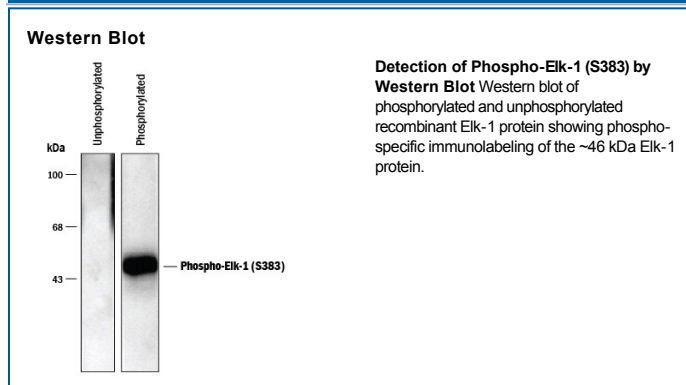 Western Blot
Unphosphorylated
Phosphorylated
kDa
100
68
43
Phospho-Elk-1 (S383)
Detection of Phospho-Elk-1 (S383) by
Western Blot Western blot of
phosphorylated and unphosphorylated
recombinant Elk-1 protein showing phospho-
specific immunolabeling of the ~46 kDa Elk-1
protein.